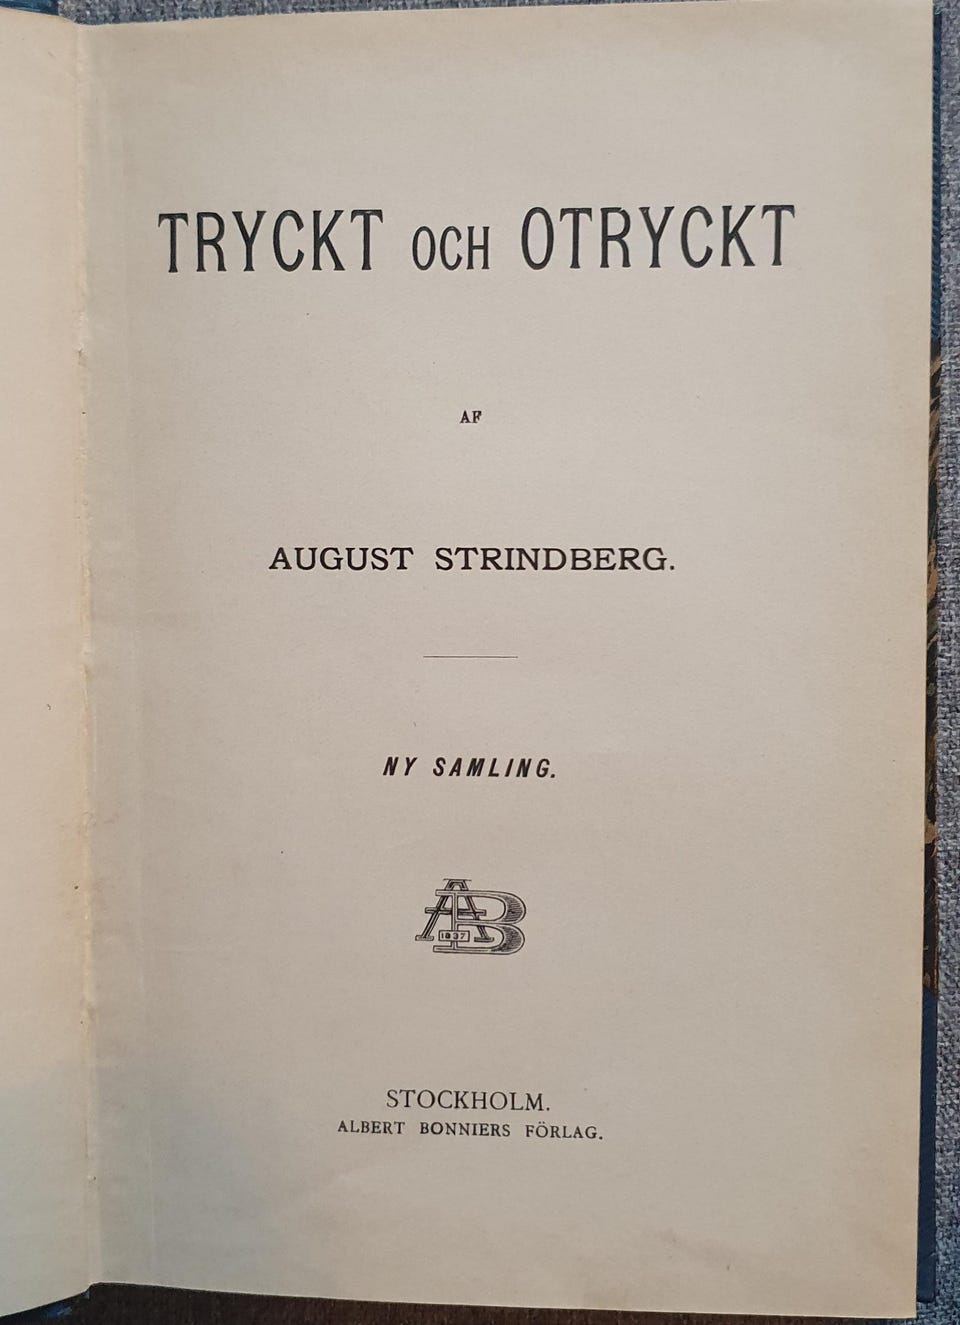 TRYCKT OCH OTRYCKT
AF
AUGUST STRINDBERG.
NY SAMLING.
AB
1837
STOCKHOLM.
ALBERT BONNIERS FÖRLAG.